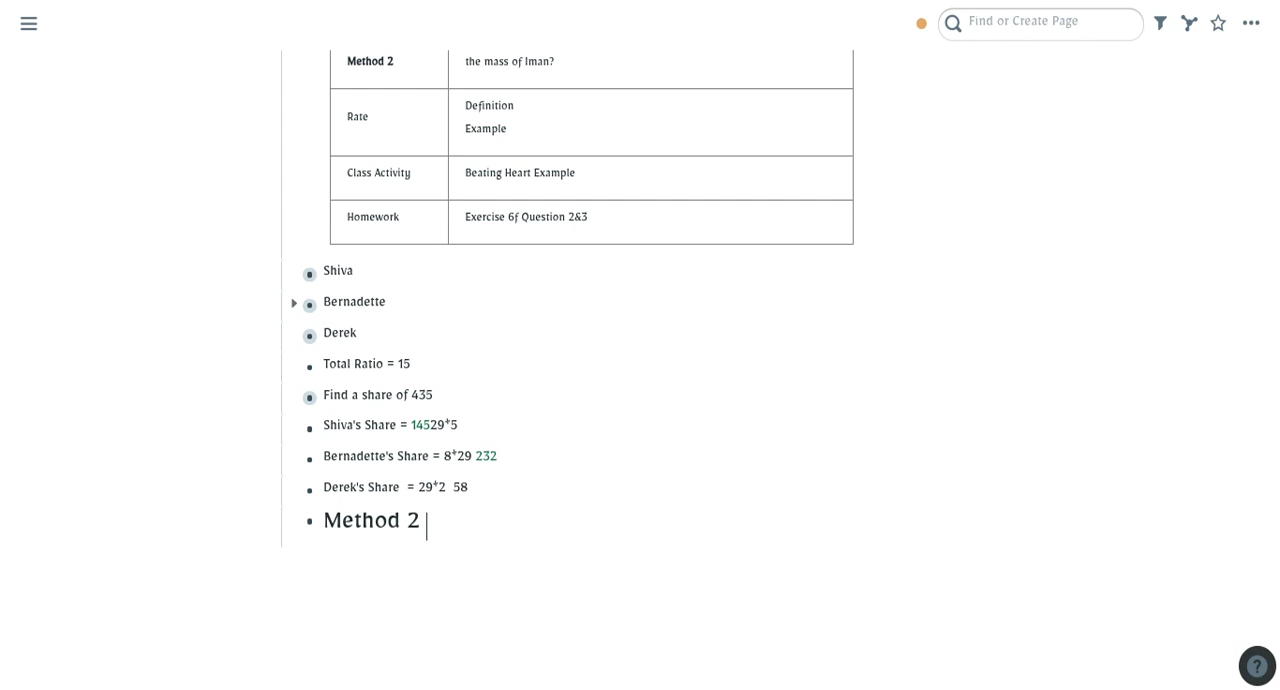 Find or Create Page
Method 2
the mass of Iman?
Rate
Definition
Example
Class Activity
Beating Heart Example
Homework
Exercise 6f Question 2&3
Shiva
Bernadette
Derek
Total Ratio = 15
Find a share of 435
Shiva's Share = 14529*5
Bernadette's Share = 8*29 232
Derek's Share = 29*2 58
Method 2